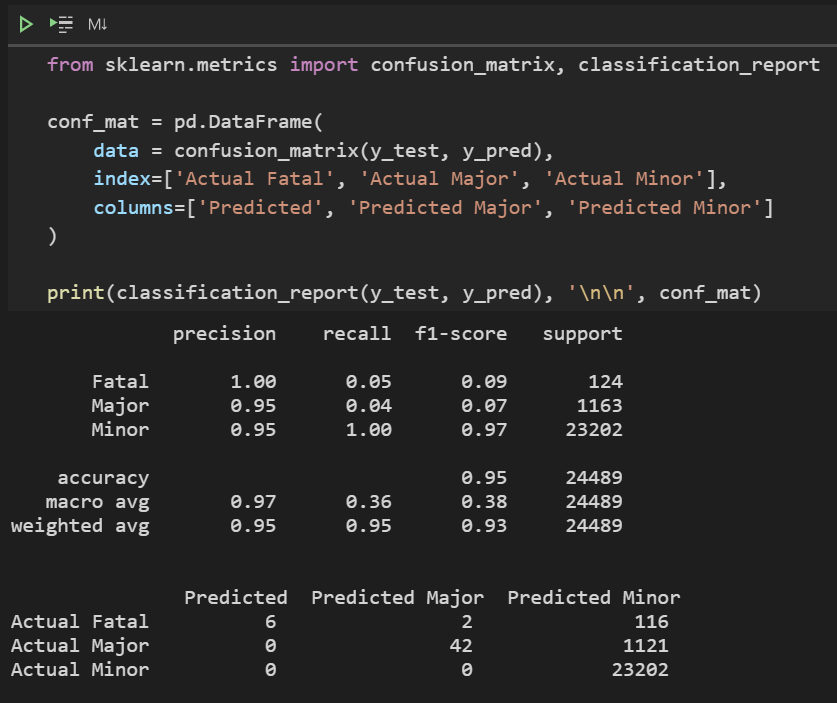 M↓
from sklearn.metrics import confusion_matrix, classification_report
conf_mat = pd.DataFrame(
    data = confusion_matrix(y_test, y_pred),
    index=['Actual Fatal', 'Actual Major', 'Actual Minor'],
    columns=['Predicted', 'Predicted Major', 'Predicted Minor']
)
print(classification_report(y_test, y_pred), '\n\n', conf_mat)
precision recall f1-score support
Fatal 1.00 0.05 0.09 124
Major 0.95 0.04 0.07 1163
Minor 0.95 1.00 0.97 23202
accuracy 0.95 24489
macro avg 0.97 0.36 0.38 24489
weighted avg 0.95 0.95 0.93 24489
Predicted Predicted Major Predicted Minor
Actual Fatal 6 2 116
Actual Major 0 42 1121
Actual Minor 0 0 23202